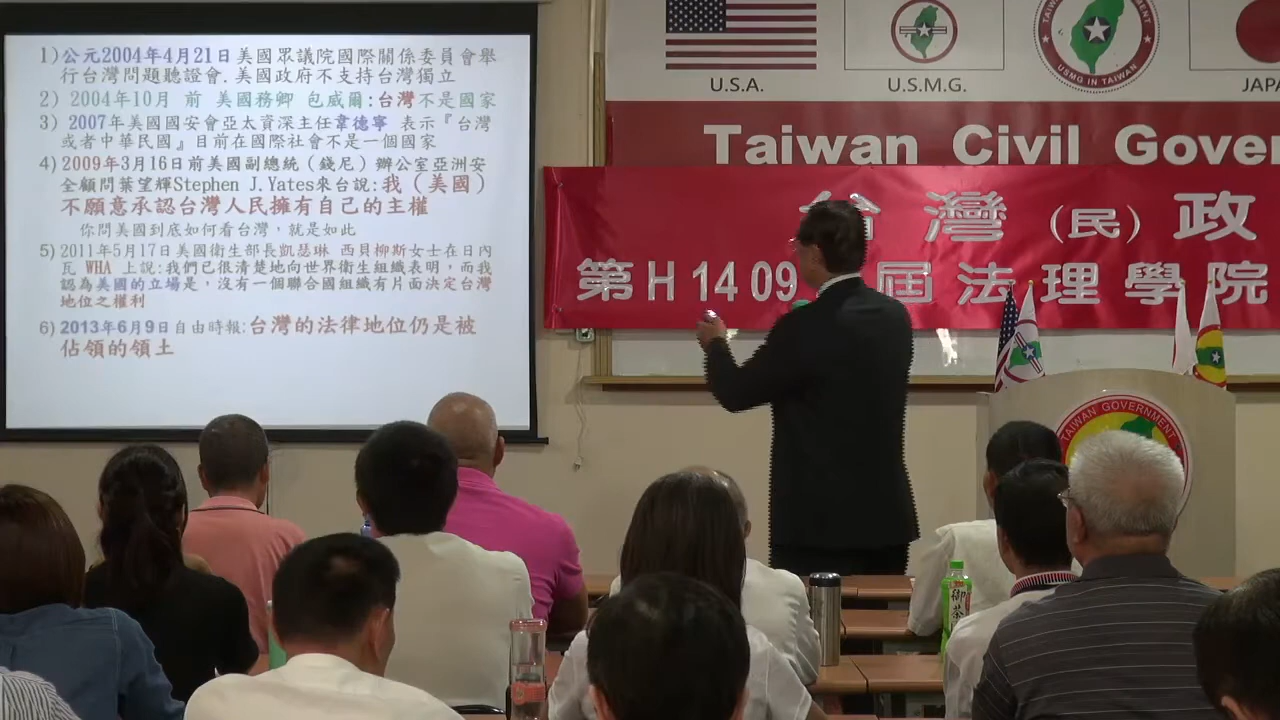 1) 公元2004年4月21日美國眾議院國際關係委員會舉
行台灣問題聽證會.美國政府不支持台灣獨立
2) 2004年10月 前 美國務卿 包威爾:台灣不是國家
3) 2007年美國國安會亞太資深主任韋德寧 表示『台灣
或者中華民國』目前在國際社會不是一個國家
4)2009年3月16日前美國副總統（錢尼）辦公室亞洲安
全顧問葉望輝Stephen J.Yates來台說:我（美國）
不願意承認台灣人民擁有自己的主權
你問美國到底如何看台灣，就是如此
5)2011年5月17日美國衛生部長凱瑟琳 西貝柳斯女士在日內
瓦 WHA 上說:我們已很清楚地向世界衛生組織表明，而我
認為美國的立場是，沒有一個聯合國組織有片面決定台灣
地位之權利
6)2013年6月9日自由時報:台灣的法律地位仍是被
佔領的領土
U.S.A.
U.S.M.G.
USMG IN TAIWAN
JAPA
Taiwan Civil Gover
台灣（民）政
第H1409 屆法理學院
TAIWAN GOVERNMENT
御茶